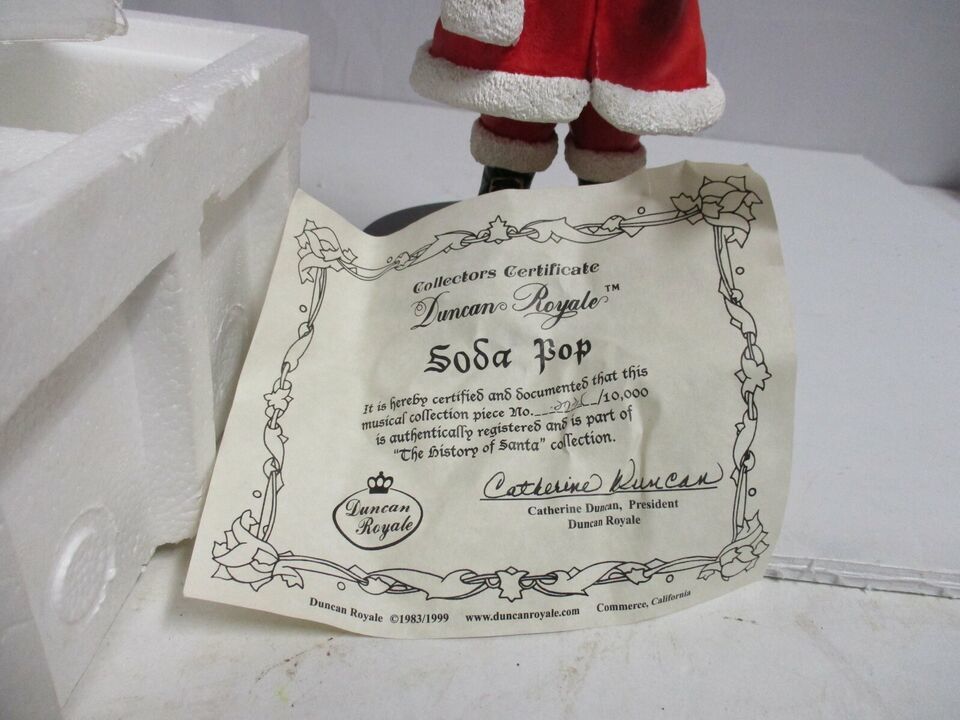 Collectors Certificate
Duncan Royale™
Soda Pop
It is hereby certified and documented that this
musical collection piece No. /10,000
is authentically registered and is part of
"The History of Santa" collection.
Catherine Duncan
Catherine Duncan, President
Duncan Royale
Duncan
Royale
Duncan Royale ©1983/1999 www.duncanroyale.com Commerce, California